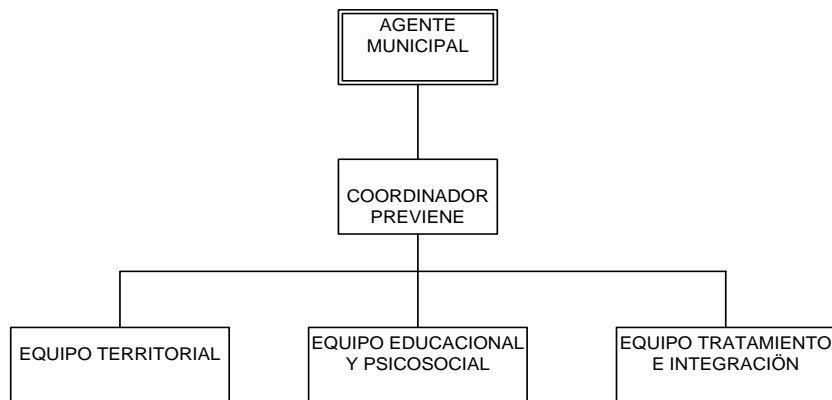 AGENTE
MUNICIPAL
COORDINADOR
PREVIENE
EQUIPO TERRITORIAL
EQUIPO EDUCACIONAL
Y PSICOSOCIAL
EQUIPO TRATAMIENTO
E INTEGRACIÖN